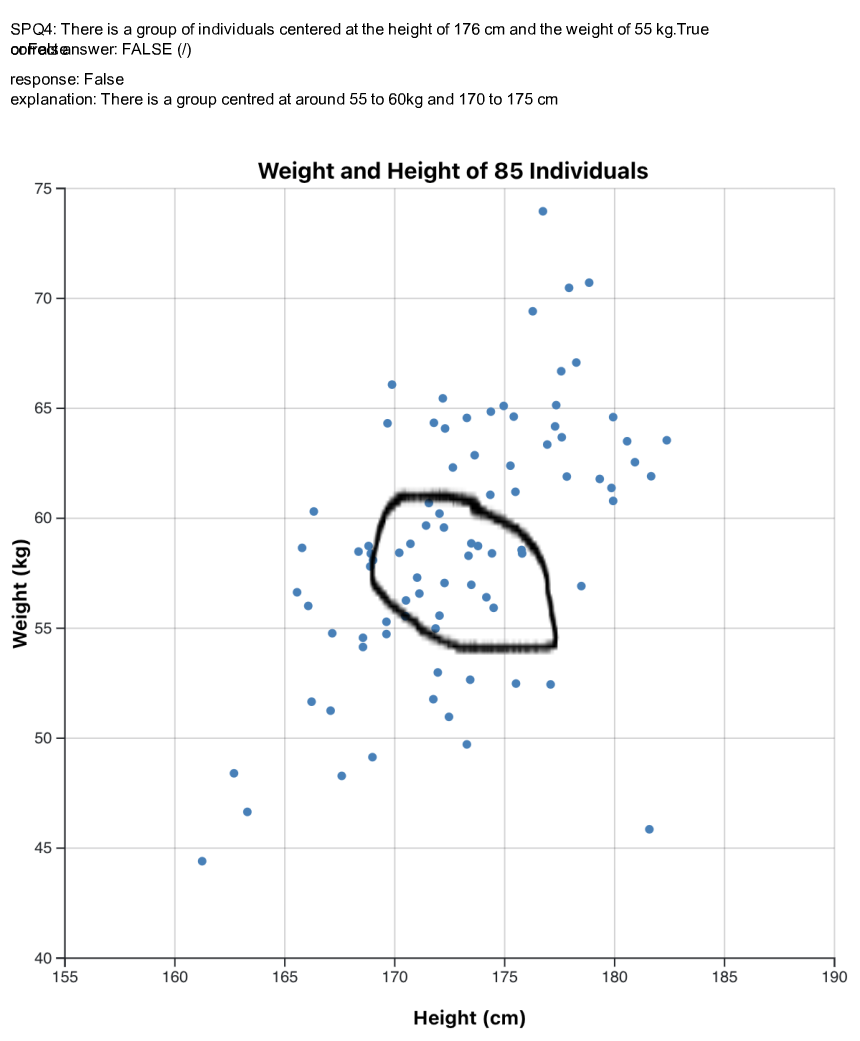 SPQ4: There is a group of individuals centered at the height of 176 cm and the weight of 55 kg.True
or False
correct answer: FALSE (/)
response: False
explanation: There is a group centred at around 55 to 60kg and 170 to 175 cm
Weight and Height of 85 Individuals
75
70
65
60
55
50
45
40
Weight (kg)
155 160 165 170 175 180 185 190
Height (cm)